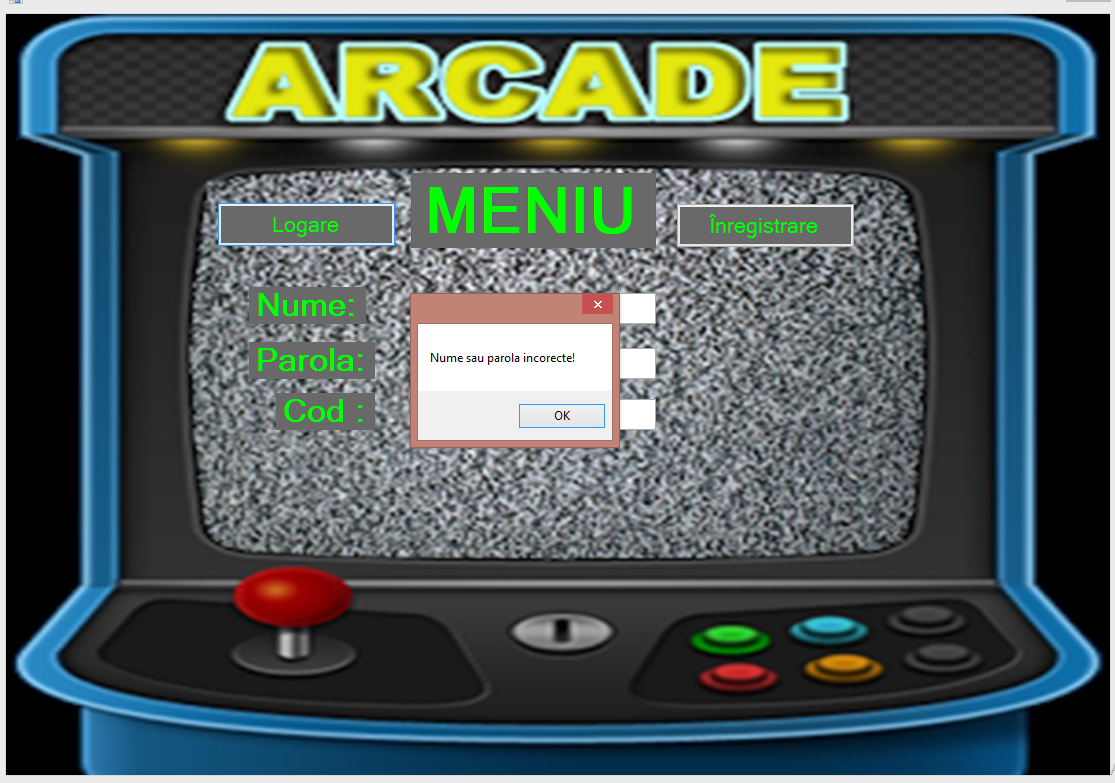 ARCADE
MENIU
Logare
Înregistrare
Nume:
Parola:
Cod :
Nume sau parola incorecte!
OK